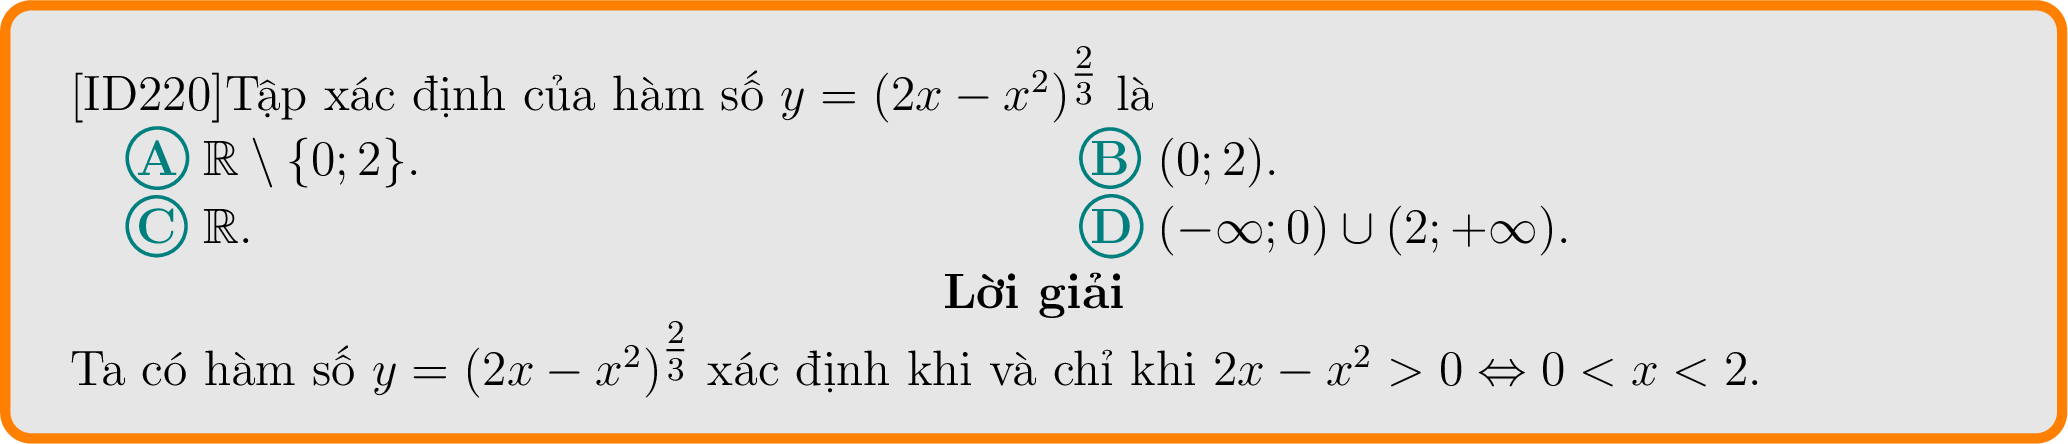 [ID220]Tập xác định của hàm số $y = (2x - x^2)^{\frac{2}{3}}$ là
Ⓐ $\mathbb{R} \setminus \{0; 2\}$. Ⓑ $(0; 2)$.
Ⓒ $\mathbb{R}$. Ⓓ $(-\infty; 0) \cup (2; +\infty)$.
Lời giải
Ta có hàm số $y = (2x - x^2)^{\frac{2}{3}}$ xác định khi và chỉ khi $2x - x^2 > 0 \Leftrightarrow 0 < x < 2$.